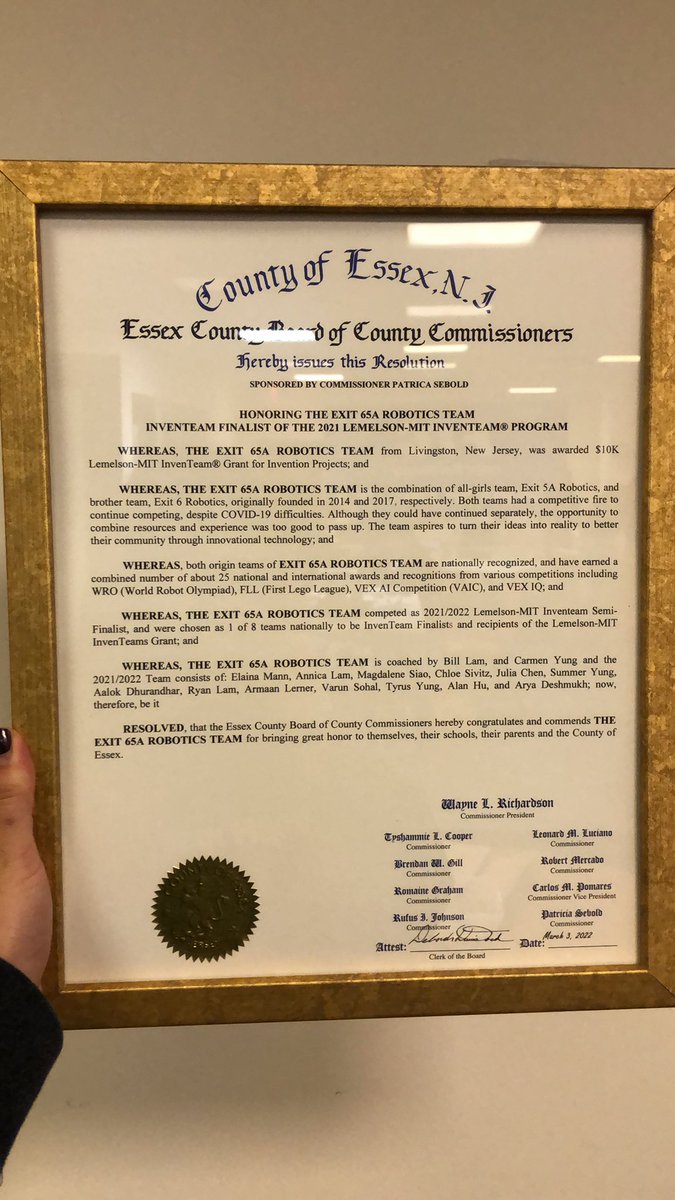 County of Essex, N.J.
Essex County Board of County Commissioners
Hereby issues this Resolution
SPONSORED BY COMMISSIONER PATRICA SEBOLD
HONORING THE EXIT 65A ROBOTICS TEAM
INVENTEAM FINALIST OF THE 2021 LEMELSON-MIT INVENTEAM® PROGRAM
WHEREAS, THE EXIT 65A ROBOTICS TEAM from Livingston, New Jersey, was awarded $10K
Lemelson-MIT InvenTeam® Grant for Invention Projects; and
WHEREAS, THE EXIT 65A ROBOTICS TEAM is the combination of all-girls team, Exit 5A Robotics, and
brother team, Exit 6 Robotics, originally founded in 2014 and 2017, respectively. Both teams had a competitive fire to
continue competing, despite COVID-19 difficulties. Although they could have continued separately, the opportunity to
combine resources and experience was too good to pass up. The team aspires to turn their ideas into reality to better
their community through innovational technology; and
WHEREAS, both origin teams of EXIT 65A ROBOTICS TEAM are nationally recognized, and have earned a
combined number of about 25 national and international awards and recognitions from various competitions including
WRO (World Robot Olympiad), FLL (First Lego League), VEX AI Competition (VAIC), and VEX IQ; and
WHEREAS, THE EXIT 65A ROBOTICS TEAM competed as 2021/2022 Lemelson-MIT Inventeam Semi-
Finalist, and were chosen as 1 of 8 teams nationally to be InvenTeam Finalists and recipients of the Lemelson-MIT
InvenTeams Grant; and
WHEREAS, THE EXIT 65A ROBOTICS TEAM is coached by Bill Lam, and Carmen Yung and the
2021/2022 Team consists of: Elaina Mann, Annica Lam, Magdalene Siao, Chloe Sivitz, Julia Chen, Summer Yung,
Aalok Dhurandhar, Ryan Lam, Armaan Lerner, Varun Sohal, Tyrus Yung, Alan Hu, and Arya Deshmukh; now,
therefore, be it
RESOLVED, that the Essex County Board of County Commissioners hereby congratulates and commends THE
EXIT 65A ROBOTICS TEAM for bringing great honor to themselves, their schools, their parents and the County of
Essex.
Wayne L. Richardson
Commissioner President
Tyshammie L. Cooper
Commissioner
Brendan W. Gill
Commissioner
Romaine Graham
Commissioner
Rufus I. Johnson
Commissioner
Leonard M. Luciano
Commissioner
Robert Mercado
Commissioner
Carlos M. Pomares
Commissioner Vice President
Patricia Sebold
Commissioner
Attest:
Clerk of the Board
Date: March 3, 2022